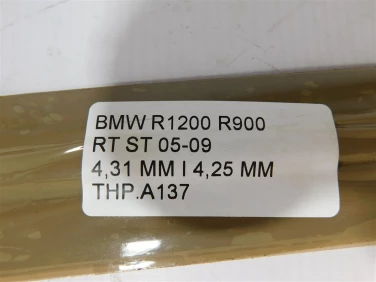 BMW R1200 R900
RT ST 05-09
4,31 MM I 4,25 MM
THP.A137